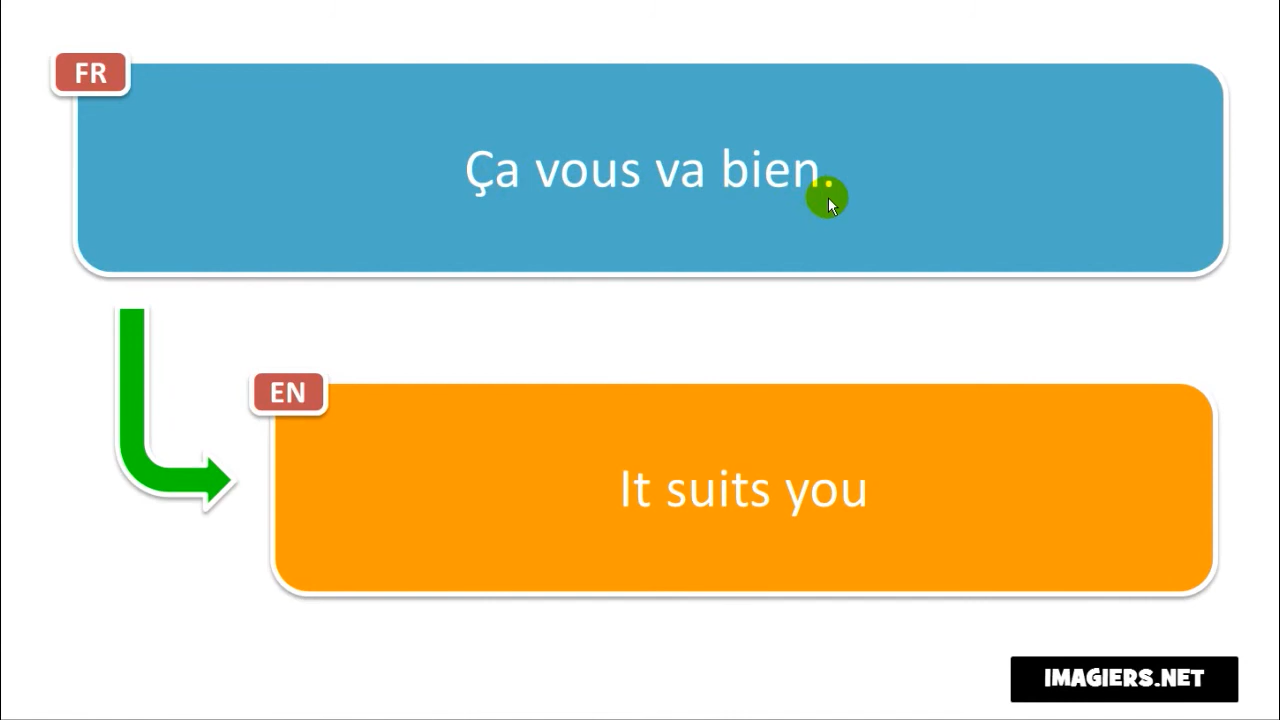 FR
Ça vous va bien.
EN
It suits you
IMAGIERS.NET